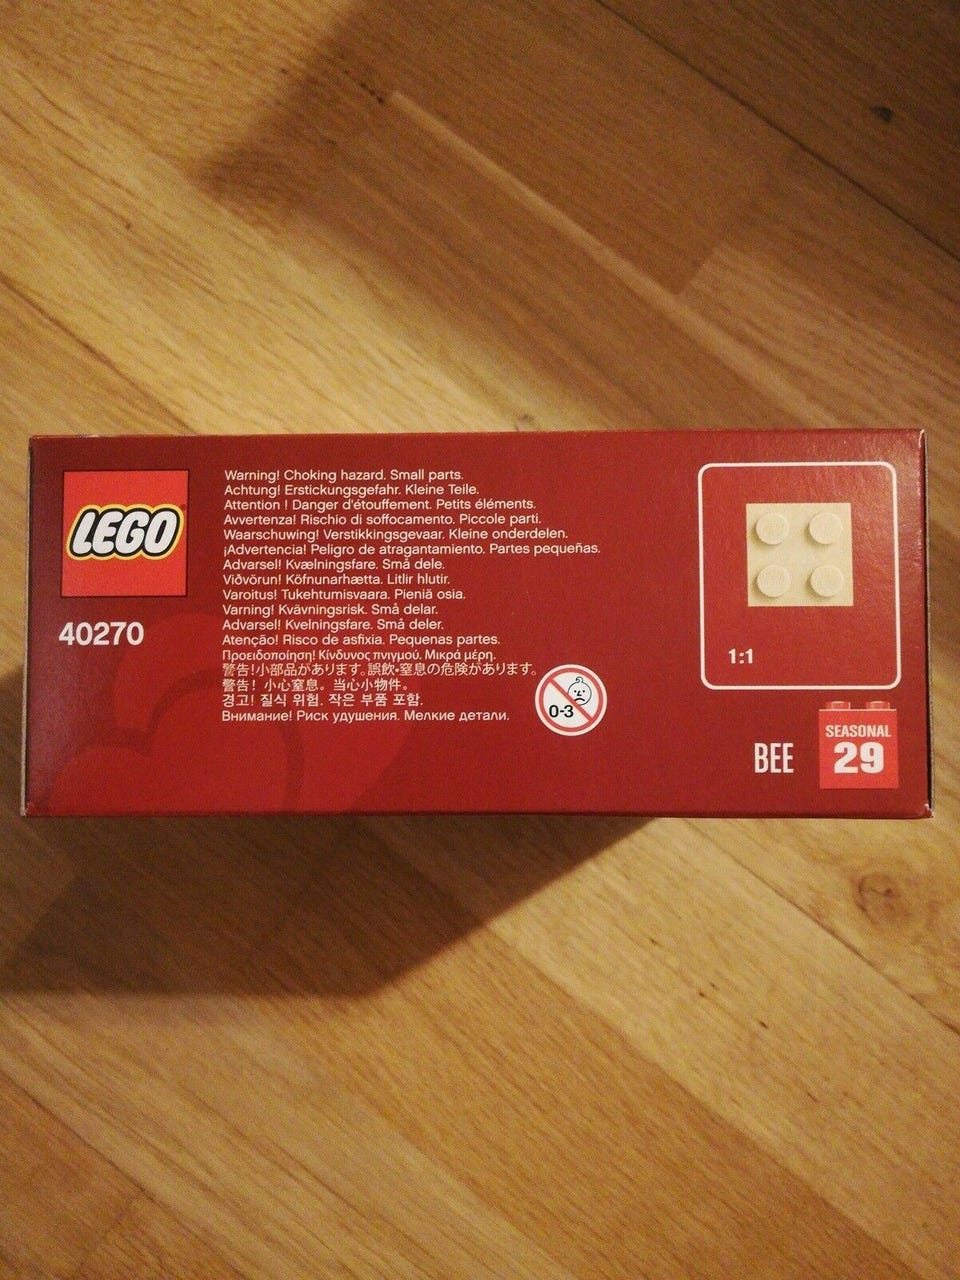 LEGO
40270
Warning! Choking hazard. Small parts.
Achtung! Erstickungsgefahr. Kleine Teile.
Attention ! Danger d'étouffement. Petits éléments.
Avvertenza! Rischio di soffocamento. Piccole parti.
Waarschuwing! Verstikkingsgevaar. Kleine onderdelen.
¡Advertencia! Peligro de atragantamiento. Partes pequeñas.
Advarsel! Kvælningsfare. Små dele.
Viðvörun! Köfnunarhætta. Litlir hlutir.
Varoitus! Tukehtumisvaara. Pieniä osia.
Varning! Kvävningsrisk. Små delar.
Advarsel! Kvelningsfare. Små deler.
Atenção! Risco de asfixia. Pequenas partes.
Προειδοποίηση! Κίνδυνος πνιγμού. Μικρά μέρη.
警告!小部品があります。誤飲・窒息の危険があります。
警告！小心窒息。当心小物件。
경고! 질식 위험. 작은 부품 포함.
Внимание! Риск удушения. Мелкие детали.
0-3
1:1
BEE
SEASONAL
29